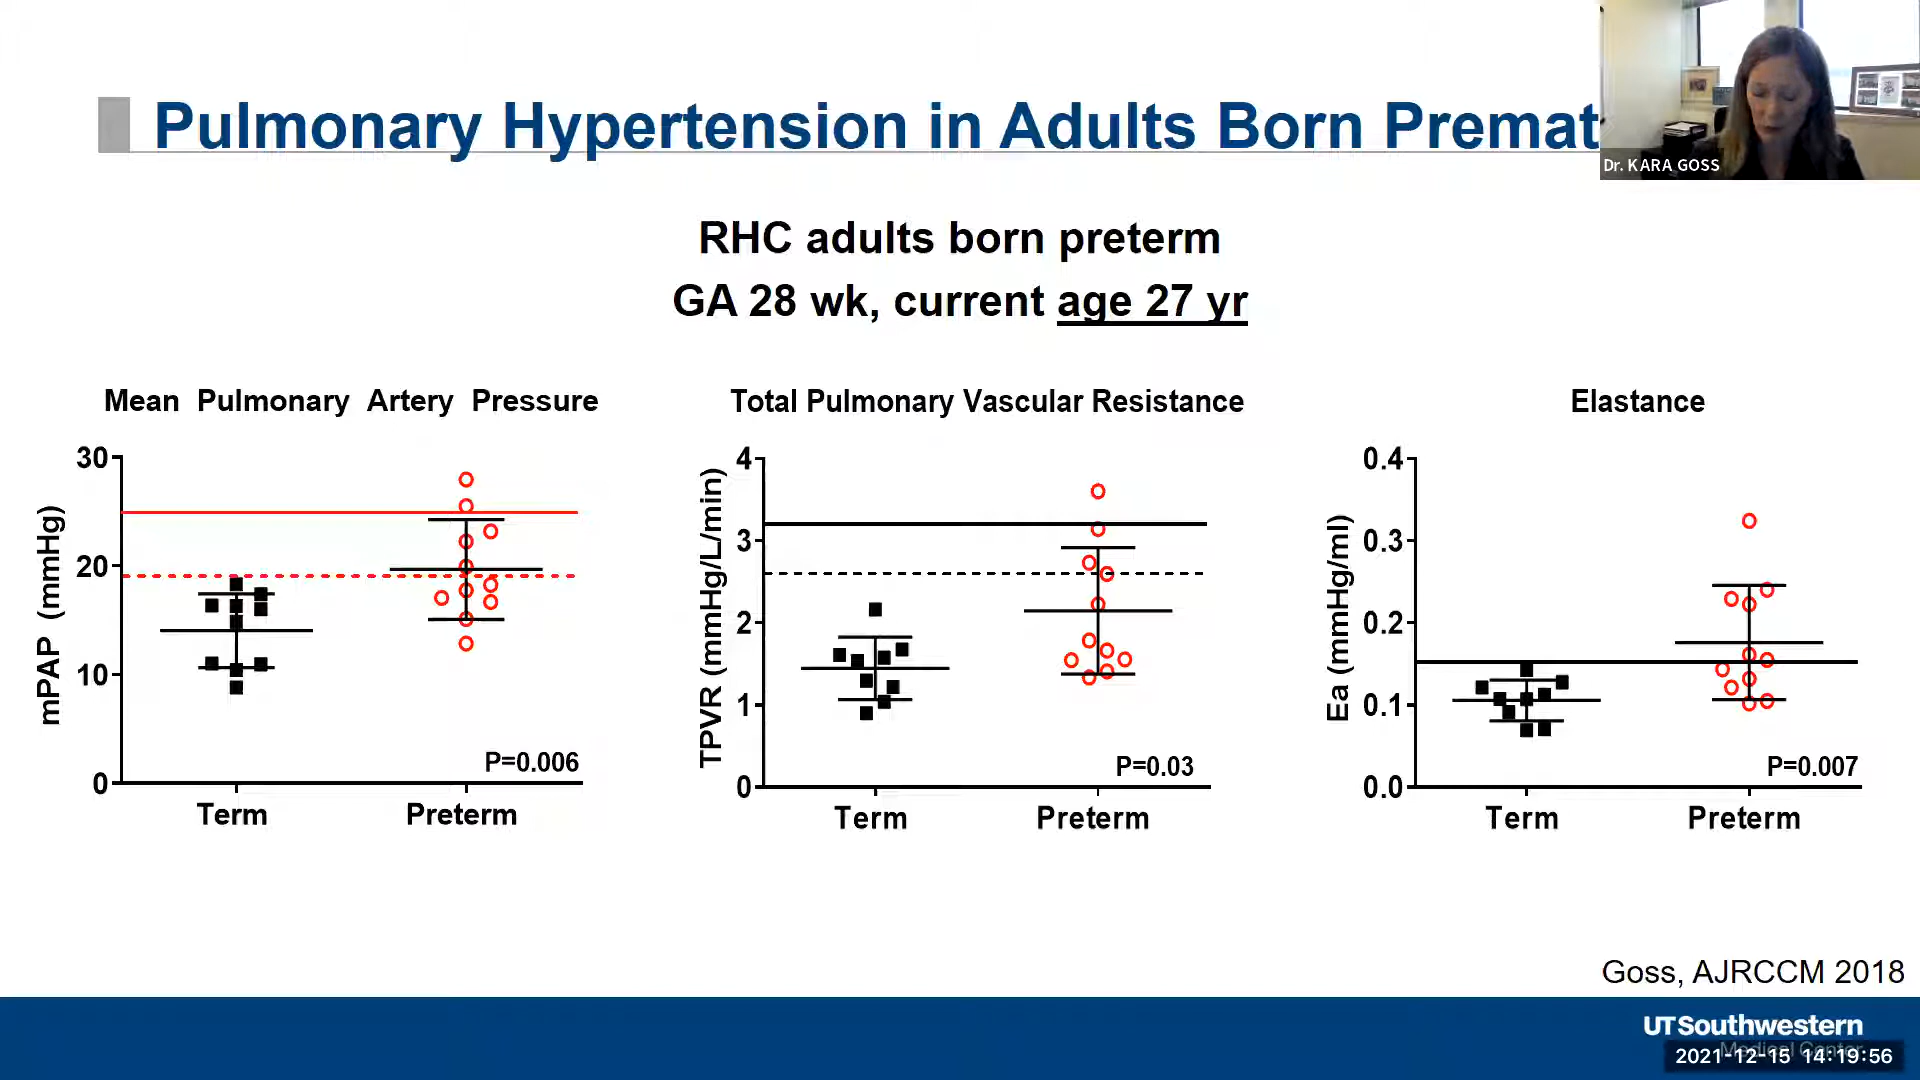 Pulmonary Hypertension in Adults Born Premat
Dr. KARA GOSS
RHC adults born preterm
GA 28 wk, current age 27 yr
Mean Pulmonary Artery Pressure
30
20
10
0
mPAP (mmHg)
P=0.006
Term Preterm
Total Pulmonary Vascular Resistance
4
3
2
1
0
TPVR (mmHg/L/min)
P=0.03
Term Preterm
Elastance
0.4
0.3
0.2
0.1
0.0
Ea (mmHg/ml)
P=0.007
Term Preterm
Goss, AJRCCM 2018
UTSouthwestern
Medical Center
2021-12-15 14:19:56